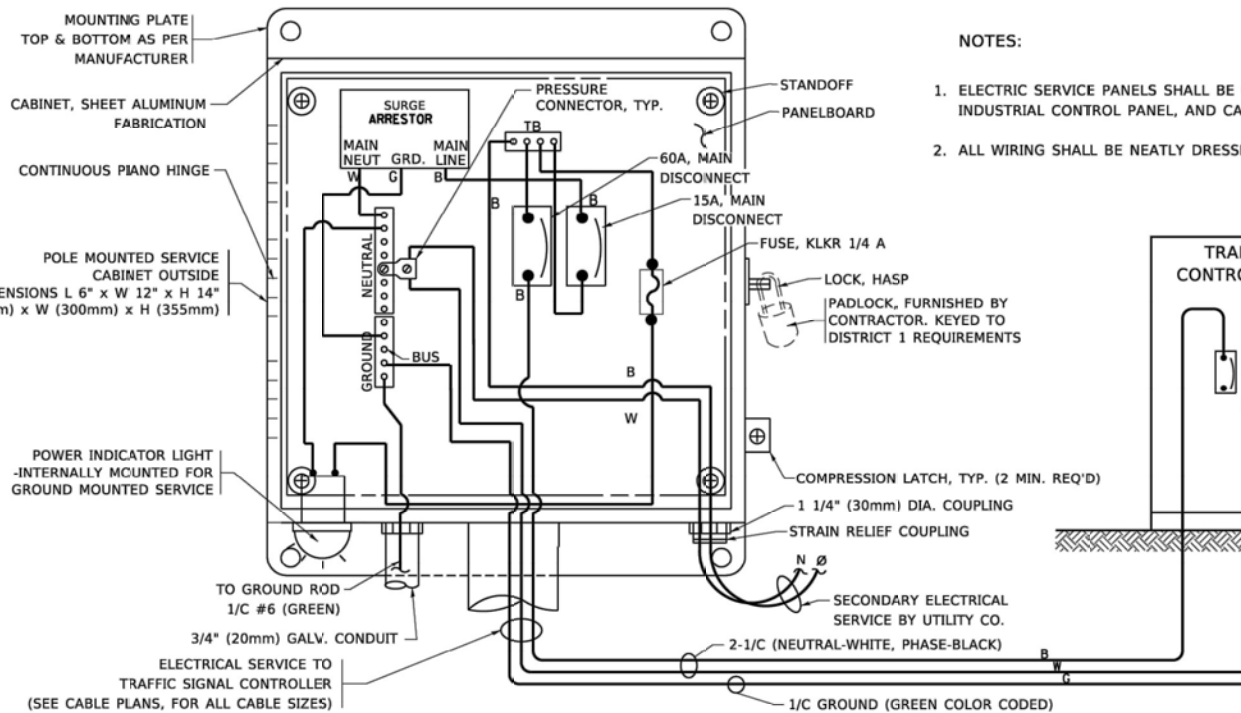 MOUNTING PLATE
TOP & BOTTOM AS PER
MANUFACTURER
CABINET, SHEET ALUMINUM
FABRICATION
CONTINUOUS PIANO HINGE
POLE MOUNTED SERVICE
CABINET OUTSIDE
ENSIONS L 6" x W 12" x H 14"
m) x W (300mm) x H (355mm)
POWER INDICATOR LIGHT
-INTERNALLY MOUNTED FOR
GROUND MOUNTED SERVICE
SURGE
ARRESTOR
MAIN
NEUT
GRD.
MAIN
LINE
W
G
B
PRESSURE
CONNECTOR, TYP.
TB
60A, MAIN
DISCONNECT
B
B
15A, MAIN
DISCONNECT
B
NEUTRAL
GROUND
BUS
B
W
STANDOFF
PANELBOARD
FUSE, KLKR 1/4 A
LOCK, HASP
PADLOCK, FURNISHED BY
CONTRACTOR. KEYED TO
DISTRICT 1 REQUIREMENTS
COMPRESSION LATCH, TYP. (2 MIN. REQ'D)
1 1/4" (30mm) DIA. COUPLING
STRAIN RELIEF COUPLING
N Ø
SECONDARY ELECTRICAL
SERVICE BY UTILITY CO.
TO GROUND ROD
1/C #6 (GREEN)
3/4" (20mm) GALV. CONDUIT
ELECTRICAL SERVICE TO
TRAFFIC SIGNAL CONTROLLER
(SEE CABLE PLANS, FOR ALL CABLE SIZES)
2-1/C (NEUTRAL-WHITE, PHASE-BLACK)
B
W
G
1/C GROUND (GREEN COLOR CODED)
NOTES:
1. ELECTRIC SERVICE PANELS SHALL BE
INDUSTRIAL CONTROL PANEL, AND CA
2. ALL WIRING SHALL BE NEATLY DRESS
TRA
CONTRO